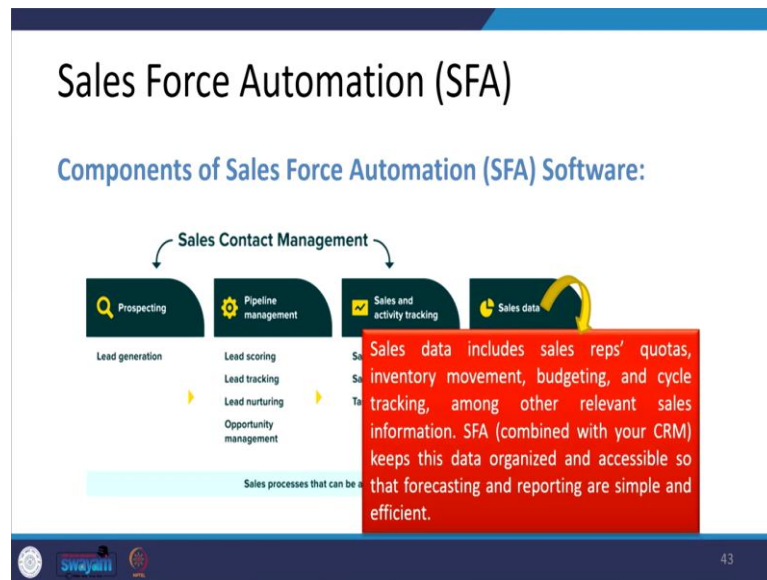 Sales Force Automation (SFA)
Components of Sales Force Automation (SFA) Software:
Sales Contact Management
Prospecting
Lead generation
Pipeline
management
Lead scoring
Lead tracking
Lead nurturing
Opportunity
management
Sales and
activity tracking
Sales data
Sales data includes sales reps' quotas,
inventory movement, budgeting, and cycle
tracking, among other relevant sales
information. SFA (combined with your CRM)
keeps this data organized and accessible so
that forecasting and reporting are simple and
efficient.
Sales processes that can be
swayam
43